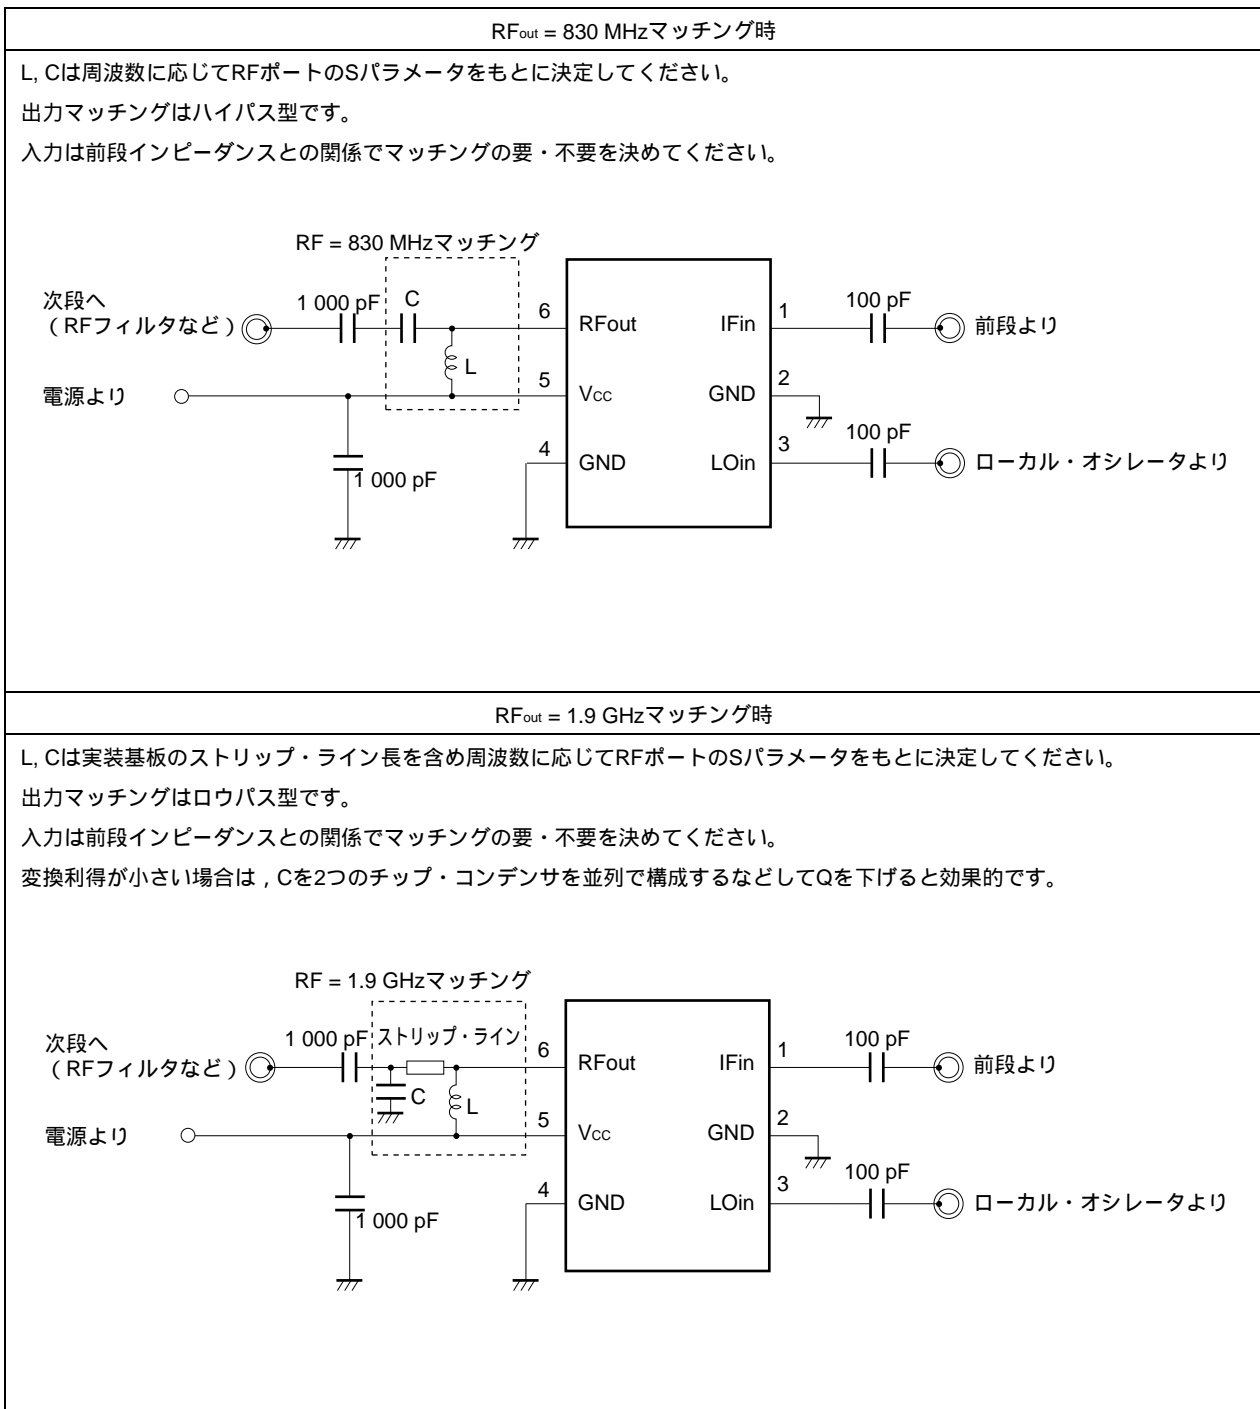 RFout = 830 MHzマッチング時
L, Cは周波数に応じてRFポートのSパラメータをもとに決定してください。
出力マッチングはハイパス型です。
入力は前段インピーダンスとの関係でマッチングの要・不要を決めてください。
RF = 830 MHzマッチング
次段へ
（RFフィルタなど）
1 000 pF
C
L
6
RFout
IFin
1
100 pF
前段より
電源より
5
VCC
GND
2
4
GND
LOin
3
100 pF
ローカル・オシレータより
1 000 pF
RFout = 1.9 GHzマッチング時
L, Cは実装基板のストリップ・ライン長を含め周波数に応じてRFポートのSパラメータをもとに決定してください。
出力マッチングはロウパス型です。
入力は前段インピーダンスとの関係でマッチングの要・不要を決めてください。
変換利得が小さい場合は，Cを2つのチップ・コンデンサを並列で構成するなどしてQを下げると効果的です。
RF = 1.9 GHzマッチング
次段へ
（RFフィルタなど）
1 000 pF
ストリップ・ライン
C
L
6
RFout
IFin
1
100 pF
前段より
電源より
5
VCC
GND
2
4
GND
LOin
3
100 pF
ローカル・オシレータより
1 000 pF